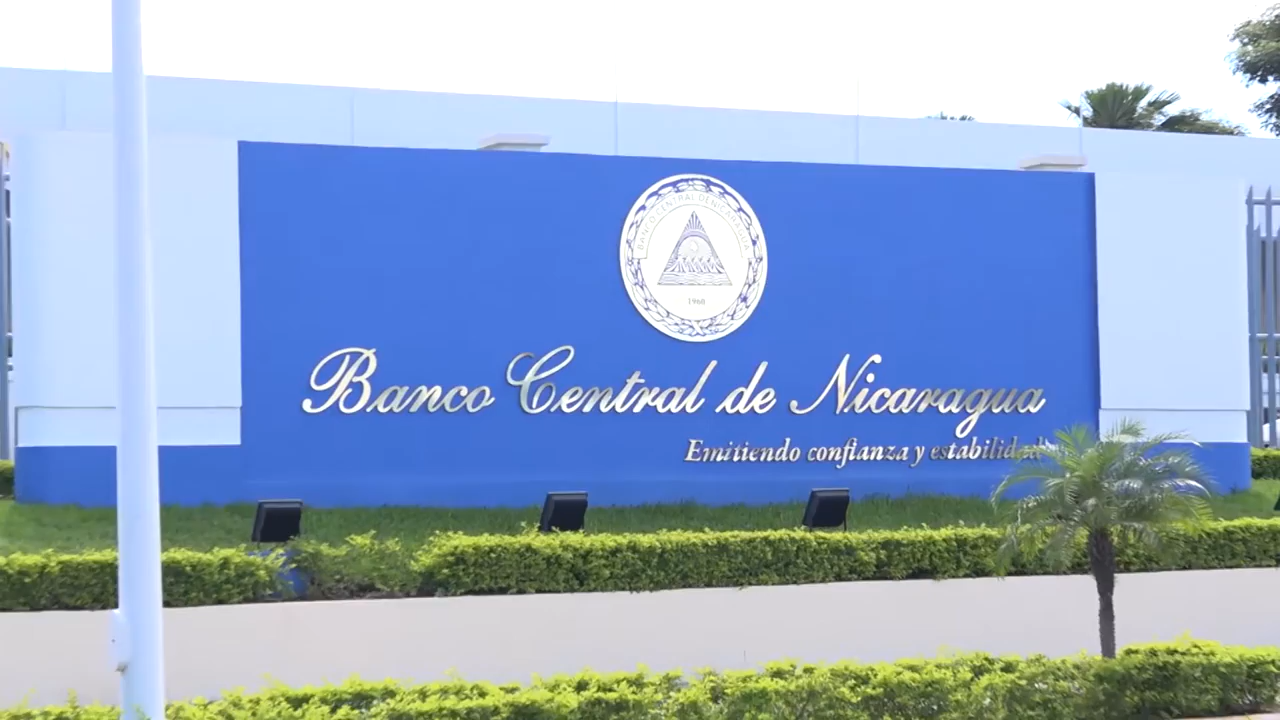 BANCO CENTRAL DE NICARAGUA
1960
Banco Central de Nicaragua
Emitiendo confianza y estabilidad